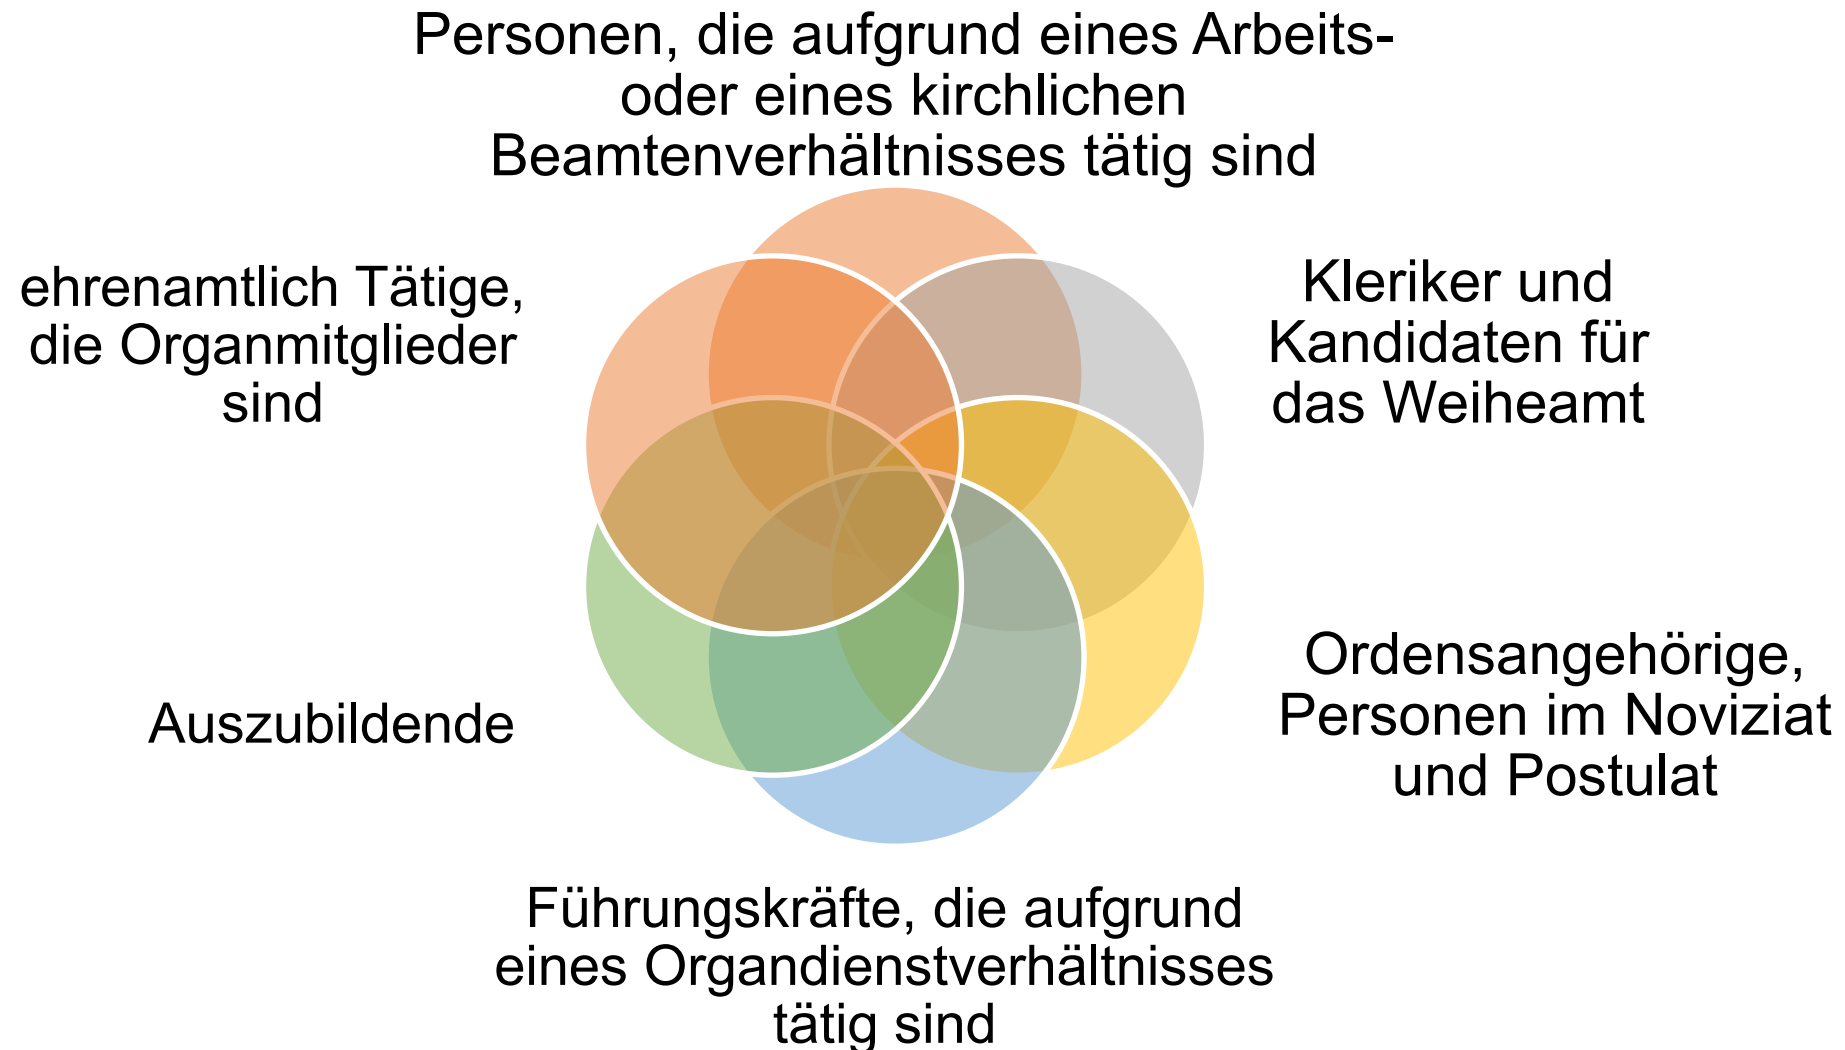 Personen, die aufgrund eines Arbeits-
oder eines kirchlichen
Beamtenverhältnisses tätig sind
Kleriker und
Kandidaten für
das Weiheamt
Ordensangehörige,
Personen im Noviziat
und Postulat
Führungskräfte, die aufgrund
eines Organdienstverhältnisses
tätig sind
Auszubildende
ehrenamtlich Tätige,
die Organmitglieder
sind